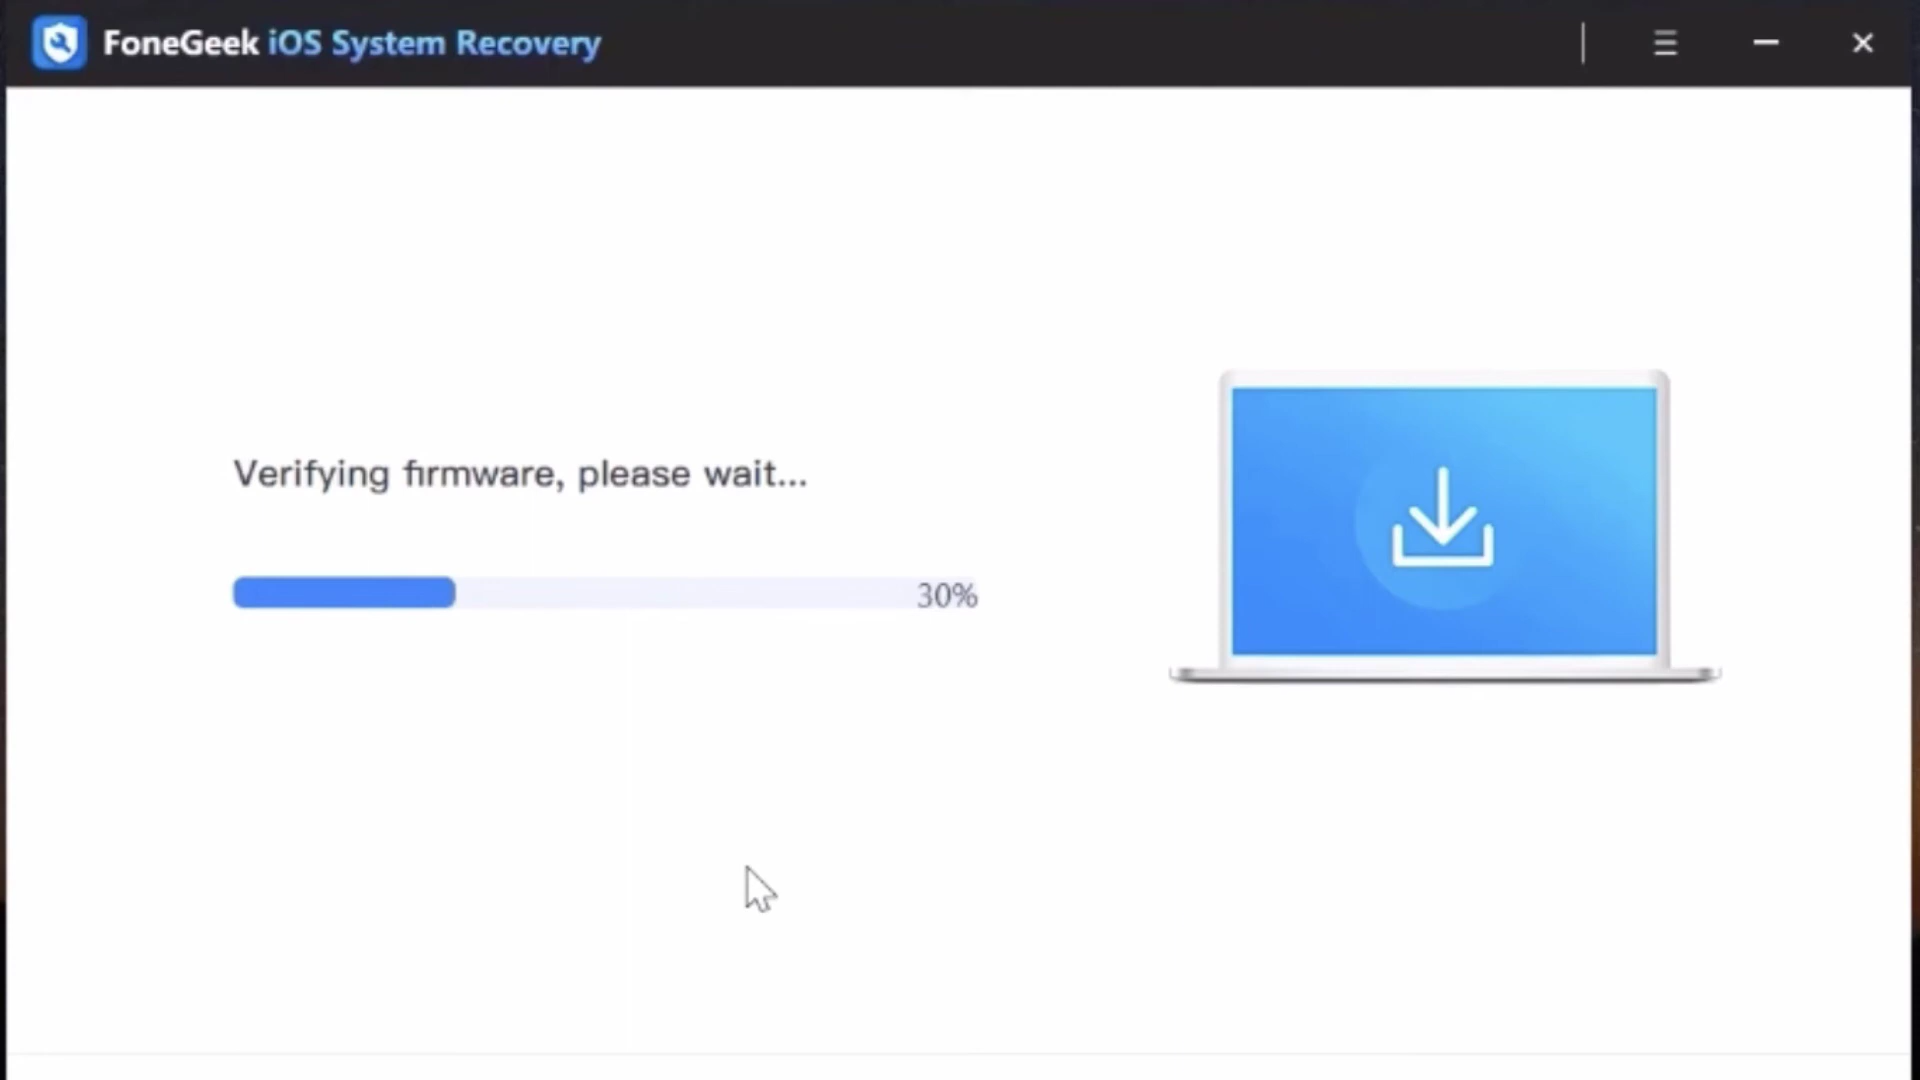 FoneGeek iOS System Recovery
Verifying firmware, please wait...
30%